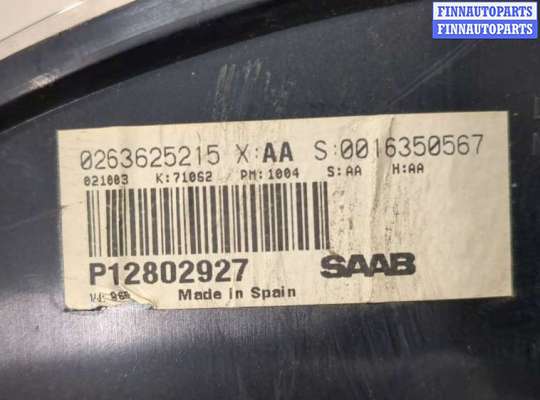 FINNAUTOPARTS
FINNAUTOPARTS
0263625215 X:AA S:0016350567
021003 K:71062 PM:1004 S:AA H:AA
P12802927 SAAB
Made in Spain